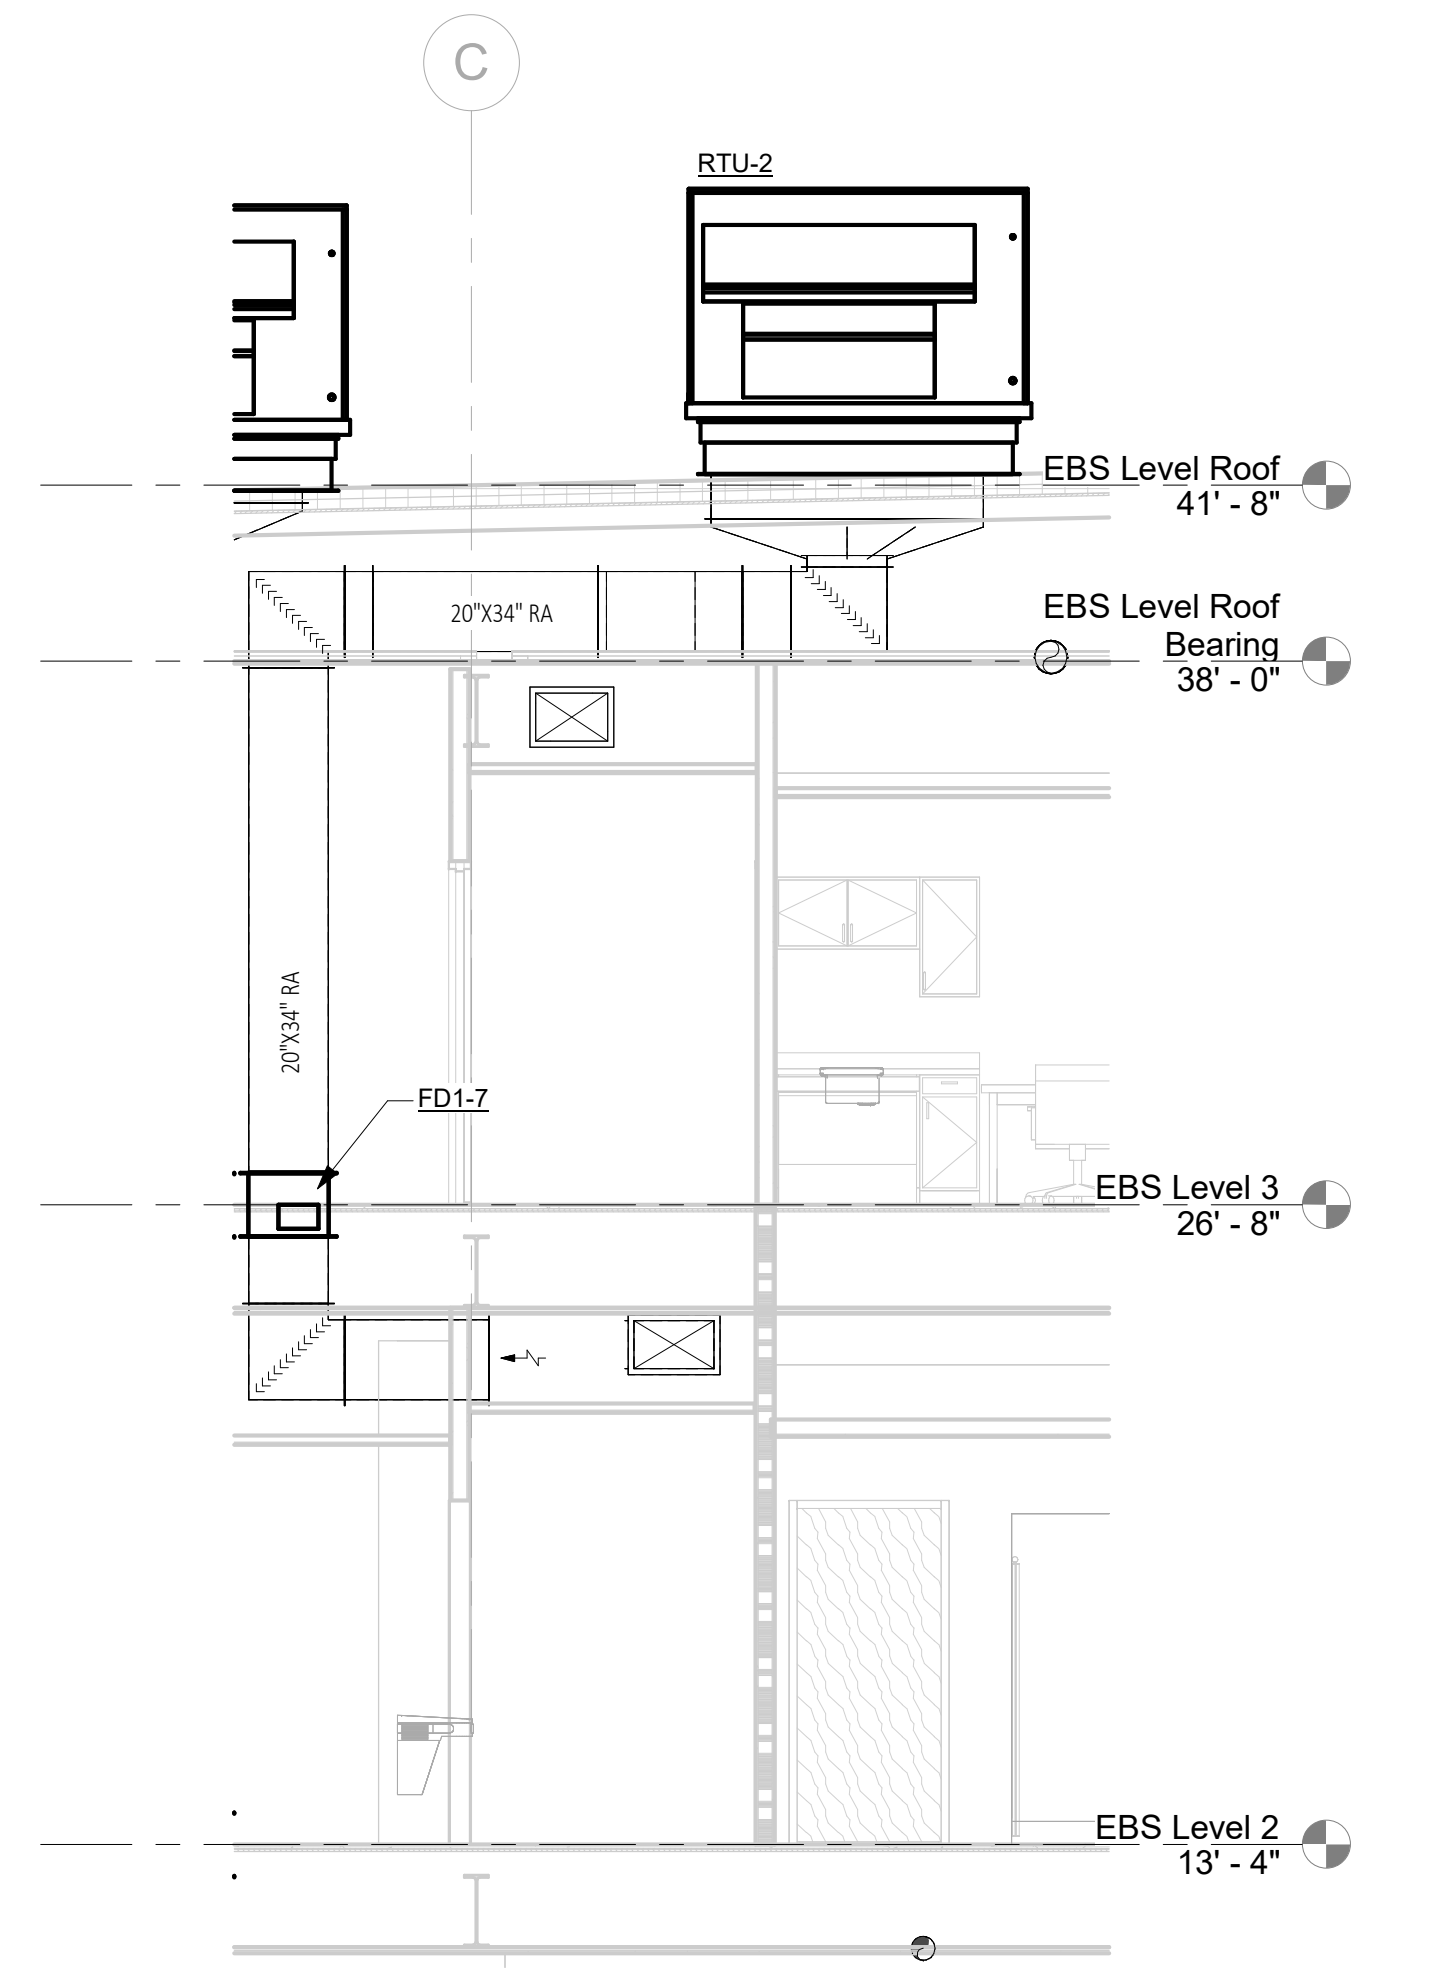 C
RTU-2
EBS Level Roof
41' - 8"
20"X34" RA
EBS Level Roof
Bearing
38' - 0"
20"X34" RA
FD1-7
EBS Level 3
26' - 8"
EBS Level 2
13' - 4"